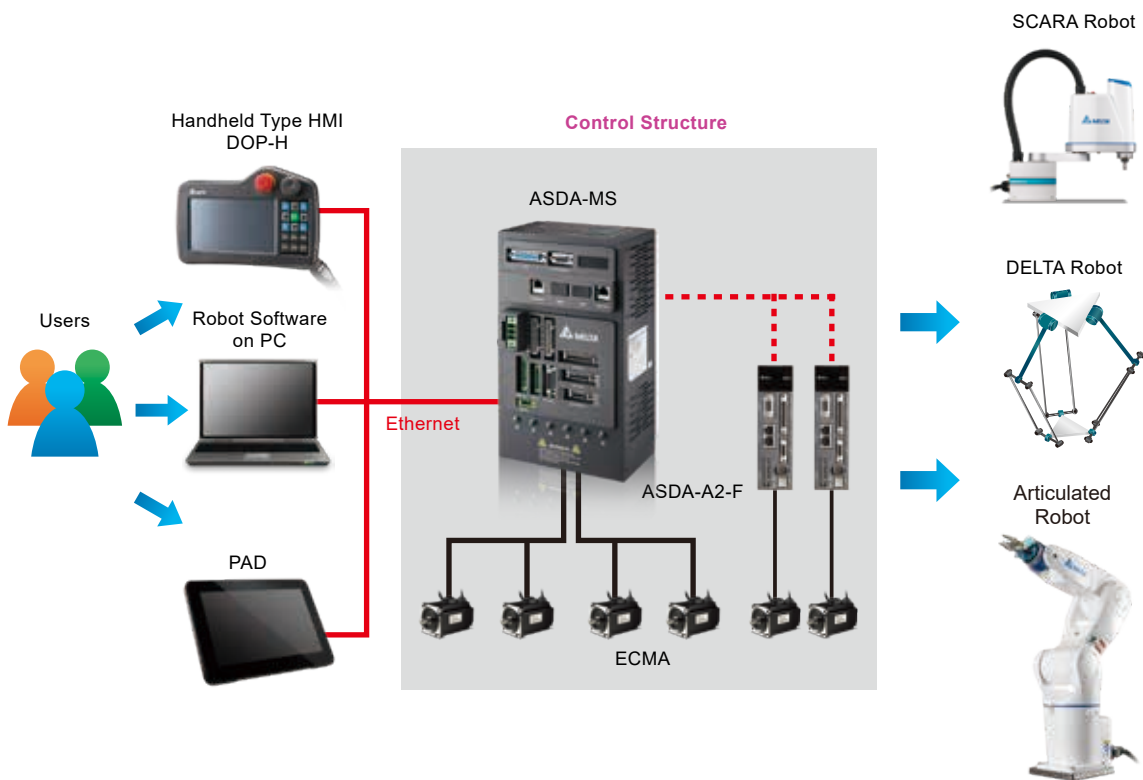 SCARA Robot
Handheld Type HMI
DOP-H
Control Structure
ASDA-MS
DELTA
DELTA Robot
Users
Robot Software
on PC
Ethernet
ASDA-A2-F
Articulated
Robot
PAD
ECMA